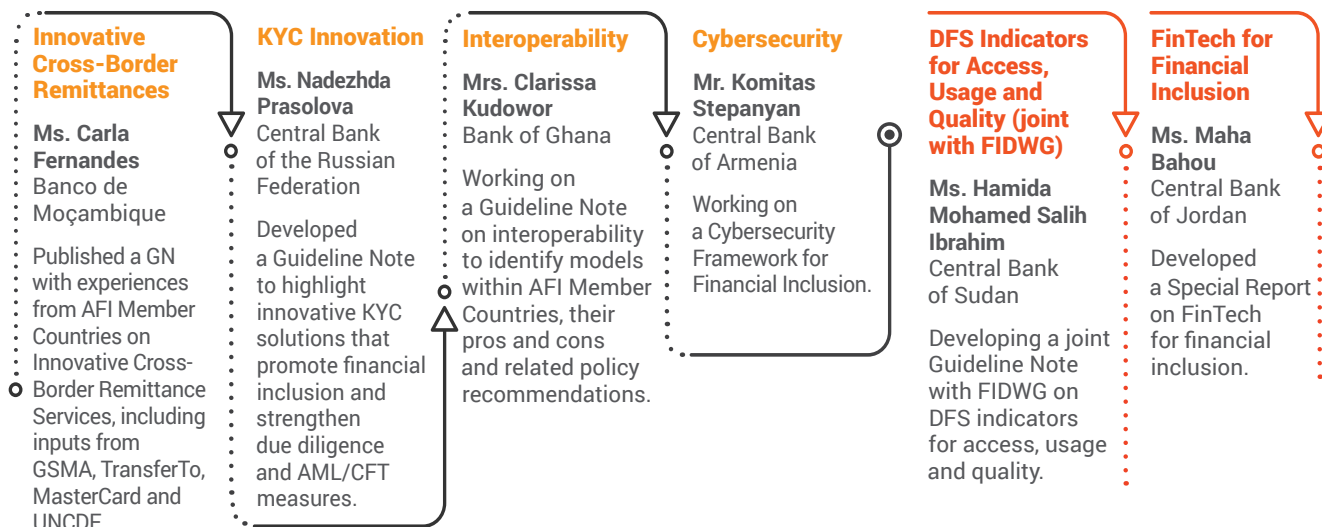 Innovative
Cross-Border
Remittances
Ms. Carla
Fernandes
Banco de
Moçambique
Published a GN
with experiences
from AFI Member
Countries on
Innovative Cross-
Border Remittance
Services, including
inputs from
GSMA, TransferTo,
MasterCard and
UNCDF
KYC Innovation
Ms. Nadezhda
Prasolova
Central Bank
of the Russian
Federation
Developed
a Guideline Note
to highlight
innovative KYC
solutions that
promote financial
inclusion and
strengthen
due diligence
and AML/CFT
measures.
Interoperability
Mrs. Clarissa
Kudowor
Bank of Ghana
Working on
a Guideline Note
on interoperability
to identify models
within AFI Member
Countries, their
pros and cons
and related policy
recommendations.
Cybersecurity
Mr. Komitas
Stepanyan
Central Bank
of Armenia
Working on
a Cybersecurity
Framework for
Financial Inclusion.
DFS Indicators
for Access,
Usage and
Quality (joint
with FIDWG)
Ms. Hamida
Mohamed Salih
Ibrahim
Central Bank
of Sudan
Developing a joint
Guideline Note
with FIDWG on
DFS indicators
for access, usage
and quality.
FinTech for
Financial
Inclusion
Ms. Maha
Bahou
Central Bank
of Jordan
Developed
a Special Report
on FinTech
for financial
inclusion.